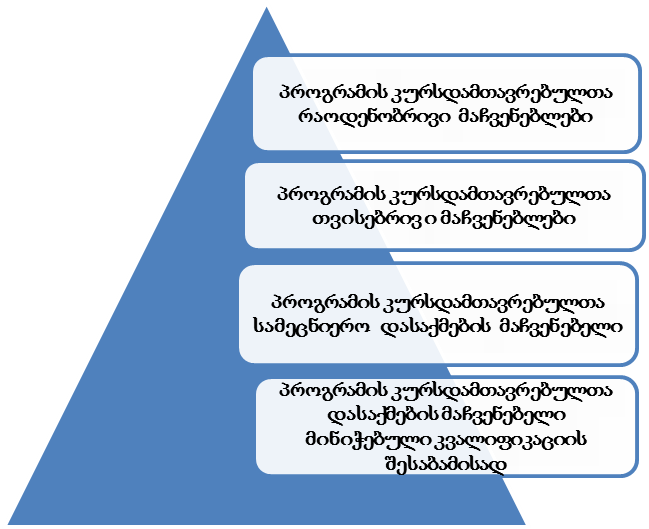 პროგრამის კურსდამთავრებულთა
რაოდენობრივი მაჩვენებლები
პროგრამის კურსდამთავრებულთა
თვისებრივ ი მაჩვენებლები
პროგრამის კურსდამთავრებულთა
სამეცნიერო დასაქმების მაჩვენებელი
პროგრამის კურსდამთავრებულთა
დასაქმების მაჩვენებელი
მინიჭებული კვალიფიკაციის
შესაბამისად